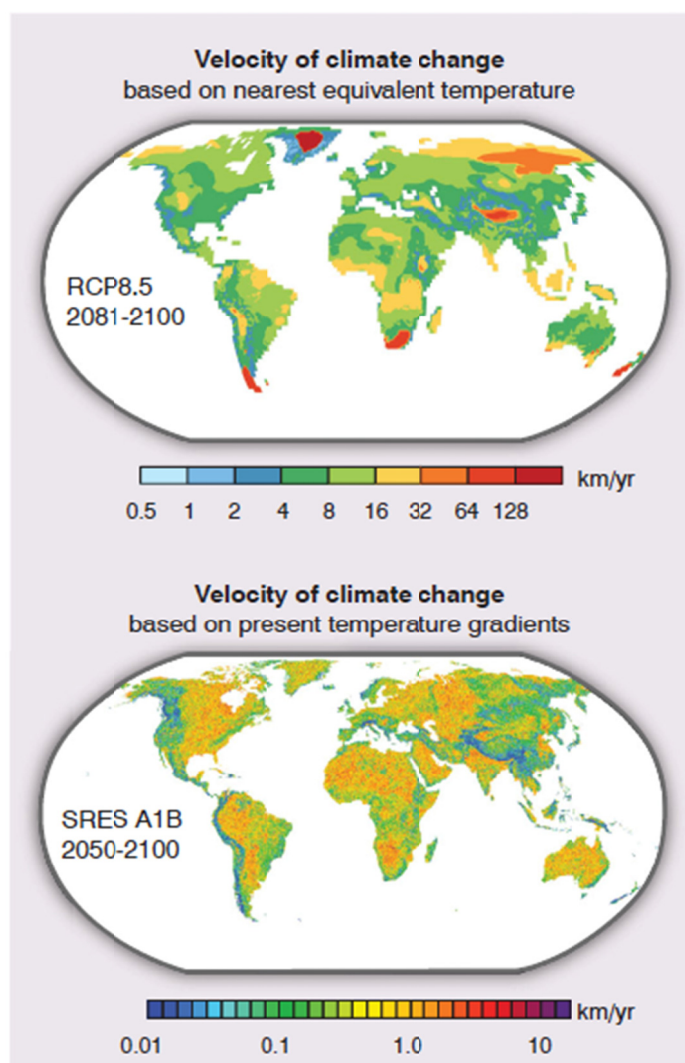 Velocity of climate change
based on nearest equivalent temperature
RCP8.5
2081-2100
km/yr
0.5 1 2 4 8 16 32 64 128
Velocity of climate change
based on present temperature gradients
SRES A1B
2050-2100
km/yr
0.01 0.1 1.0 10